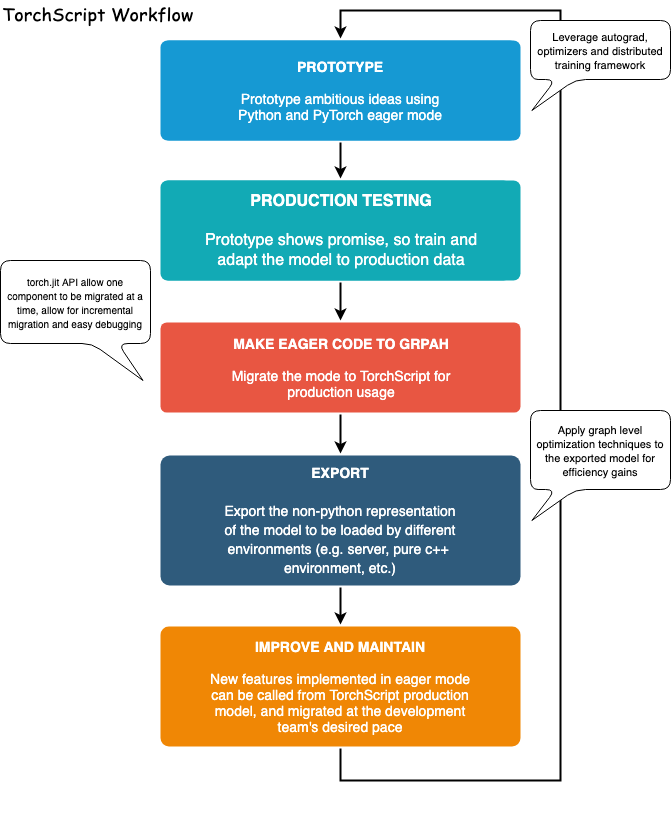 TorchScript Workflow
Leverage autograd,
optimizers and distributed
training framework
PROTOTYPE
Prototype ambitious ideas using
Python and PyTorch eager mode
PRODUCTION TESTING
Prototype shows promise, so train and
adapt the model to production data
torch.jit API allow one
component to be migrated at a
time, allow for incremental
migration and easy debugging
MAKE EAGER CODE TO GRPAH
Migrate the mode to TorchScript for
production usage
Apply graph level
optimization techniques to
the exported model for
efficiency gains
EXPORT
Export the non-python representation
of the model to be loaded by different
environments (e.g. server, pure c++
environment, etc.)
IMPROVE AND MAINTAIN
New features implemented in eager mode
can be called from TorchScript production
model, and migrated at the development
team's desired pace